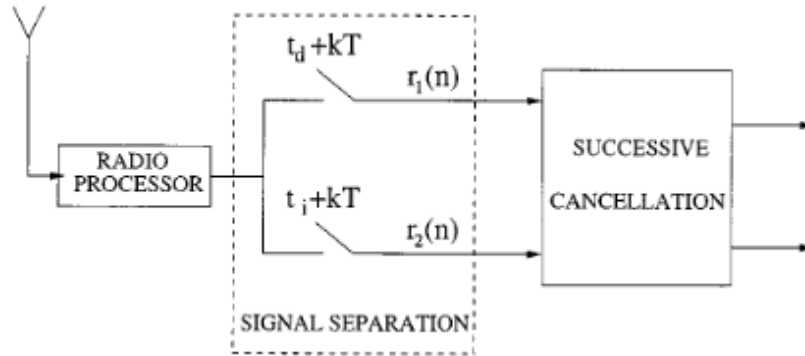 t_d+kT
r_1(n)
RADIO
PROCESSOR
SUCCESSIVE
CANCELLATION
t_i+kT
r_2(n)
SIGNAL SEPARATION